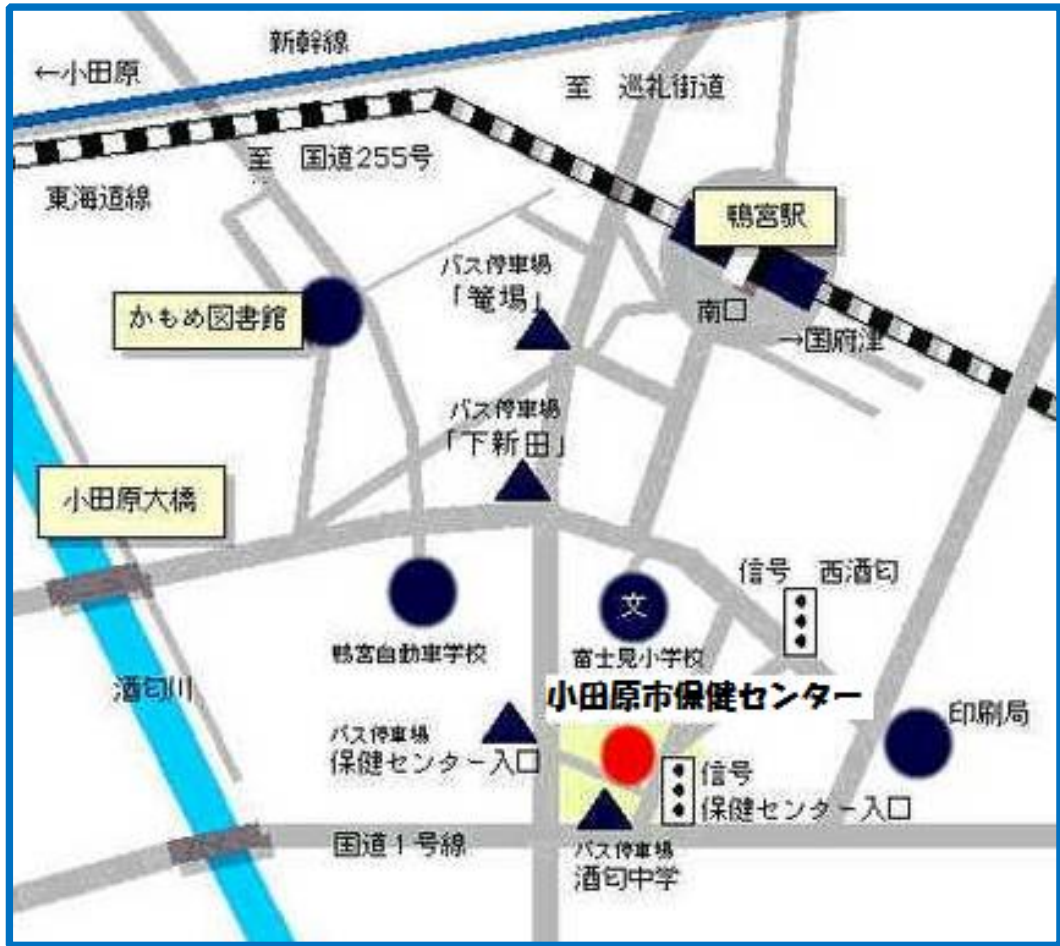 新幹線
←小田原
至 巡礼街道
至 国道255号
東海道線
鴨宮駅
バス停車場
「篭場」
かもめ図書館
南口
→国府津
バス停車場
「下新田」
小田原大橋
信号 西酒匂
文
鴨宮自動車学校
富士見小学校
酒匂川
小田原市保健センター
印刷局
バス停車場
保健センター入口
信号
保健センター入口
国道1号線
バス停車場
酒匂中学